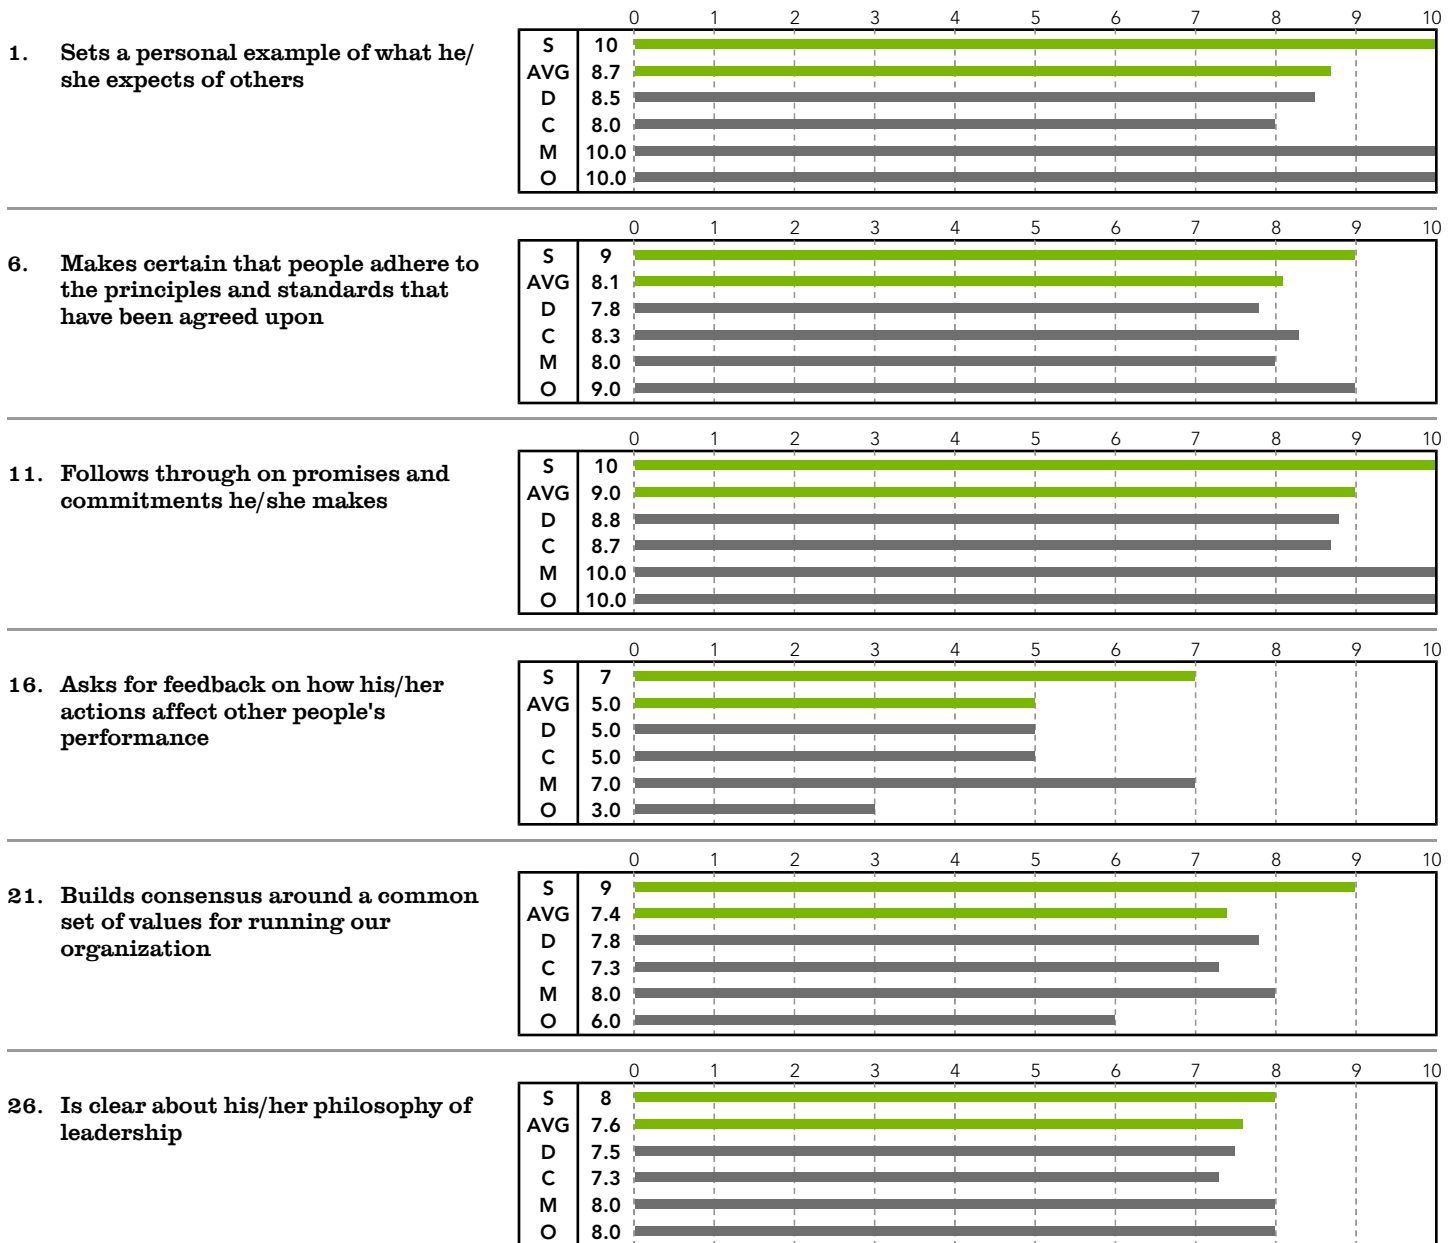 0 1 2 3 4 5 6 7 8 9 10
1. Sets a personal example of what he/
she expects of others
S 10
AVG 8.7
D 8.5
C 8.0
M 10.0
O 10.0
0 1 2 3 4 5 6 7 8 9 10
6. Makes certain that people adhere to
the principles and standards that
have been agreed upon
S 9
AVG 8.1
D 7.8
C 8.3
M 8.0
O 9.0
0 1 2 3 4 5 6 7 8 9 10
11. Follows through on promises and
commitments he/she makes
S 10
AVG 9.0
D 8.8
C 8.7
M 10.0
O 10.0
0 1 2 3 4 5 6 7 8 9 10
16. Asks for feedback on how his/her
actions affect other people's
performance
S 7
AVG 5.0
D 5.0
C 5.0
M 7.0
O 3.0
0 1 2 3 4 5 6 7 8 9 10
21. Builds consensus around a common
set of values for running our
organization
S 9
AVG 7.4
D 7.8
C 7.3
M 8.0
O 6.0
0 1 2 3 4 5 6 7 8 9 10
26. Is clear about his/her philosophy of
leadership
S 8
AVG 7.6
D 7.5
C 7.3
M 8.0
O 8.0